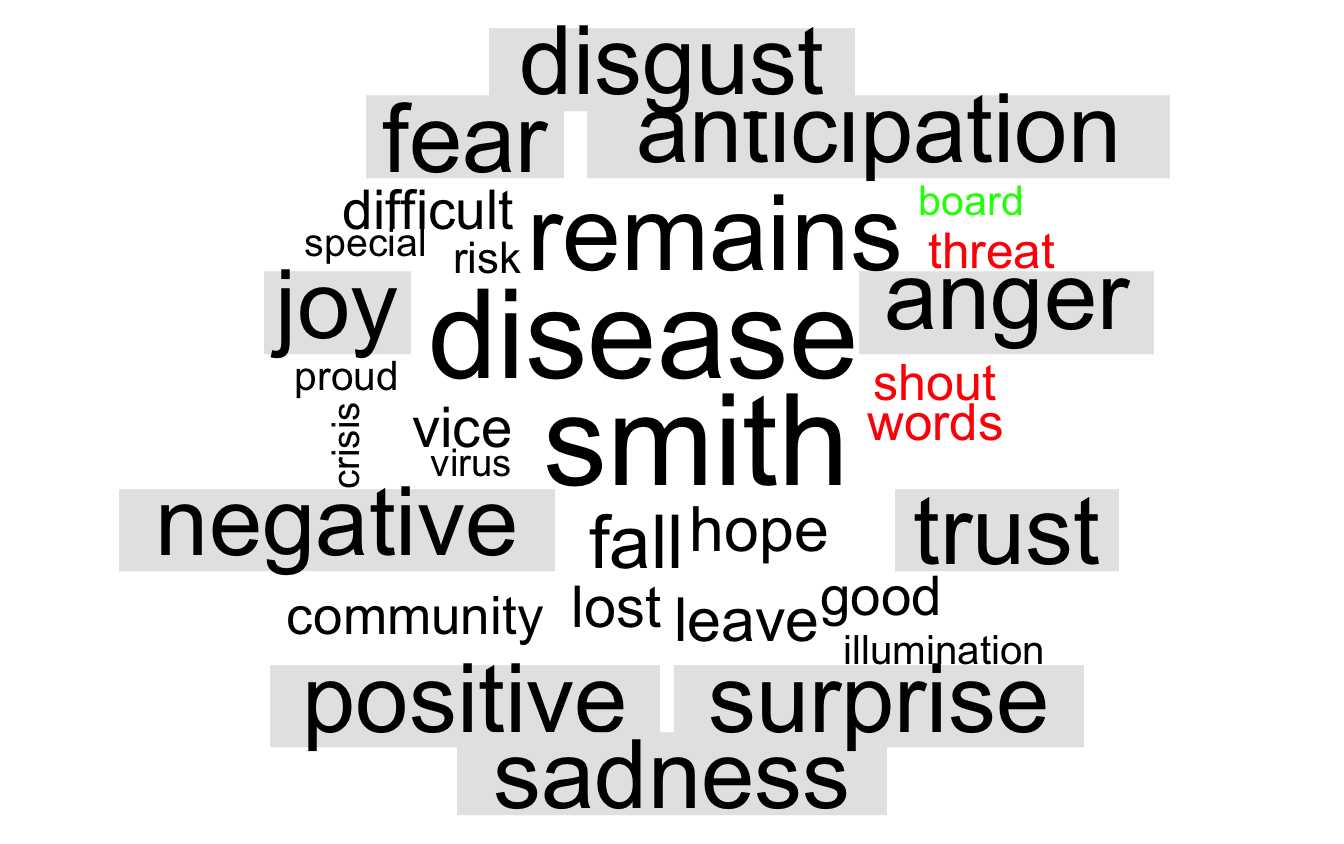 disgust
fear anticipation
difficult remains board
special risk threat
joy disease anger
proud shout
crisis vice smith words
virus
negative fall hope trust
community lost leave good
illumination
positive surprise
sadness